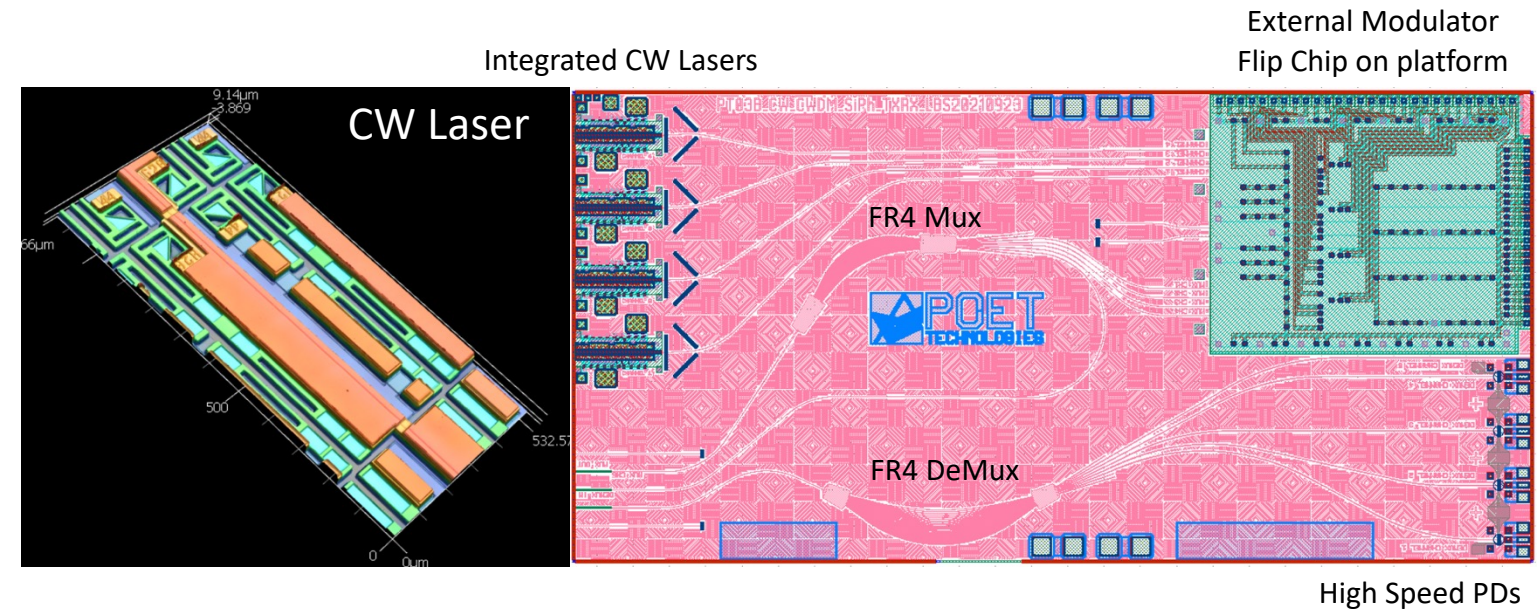 External Modulator
Flip Chip on platform
Integrated CW Lasers
CW Laser
9.14µm
-3.869
66µm
500
532.57
0
0µm
FR4 Mux
POET
TECHNOLOGIES
FR4 DeMux
High Speed PDs